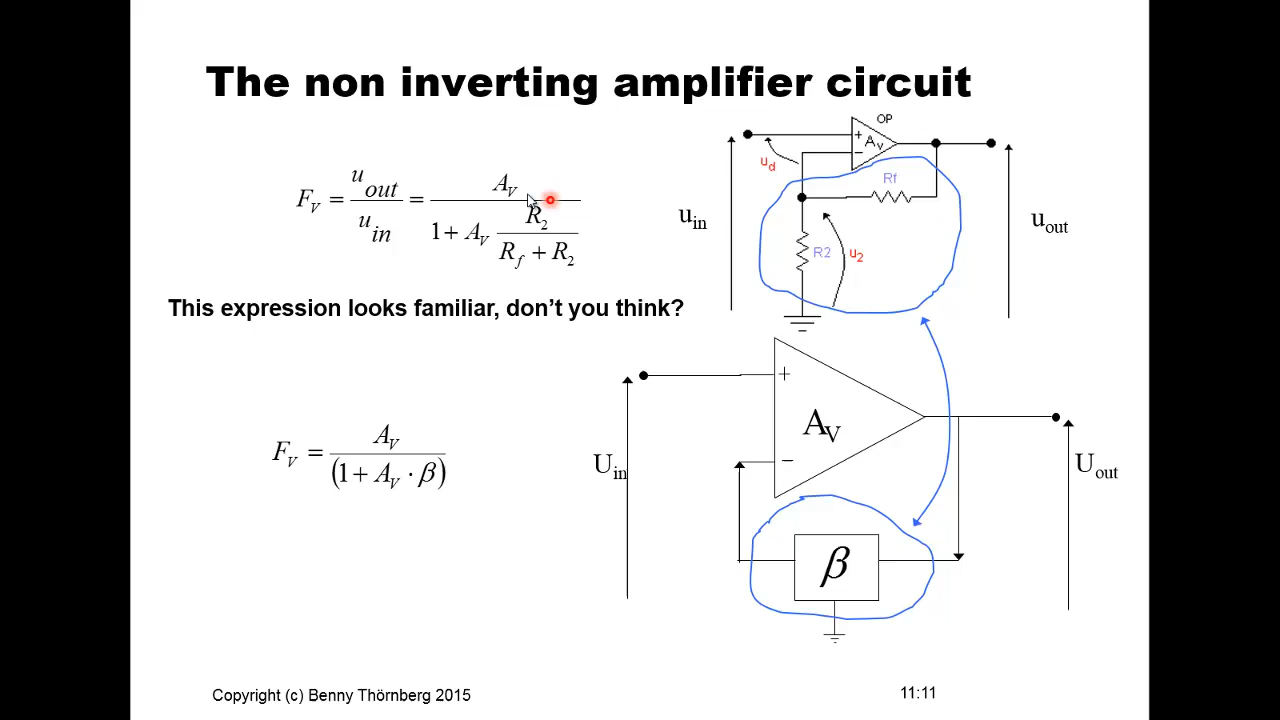 The non inverting amplifier circuit
F_V = u_out / u_in = A_V / (1 + A_V R_2 / (R_f + R_2))
This expression looks familiar, don't you think?
F_V = A_V / (1 + A_V · β)
OP
+
A_v
−
u_d
Rf
u_in
R2
u_2
u_out
+
A_V
−
U_in
U_out
β
Copyright (c) Benny Thörnberg 2015
11:11